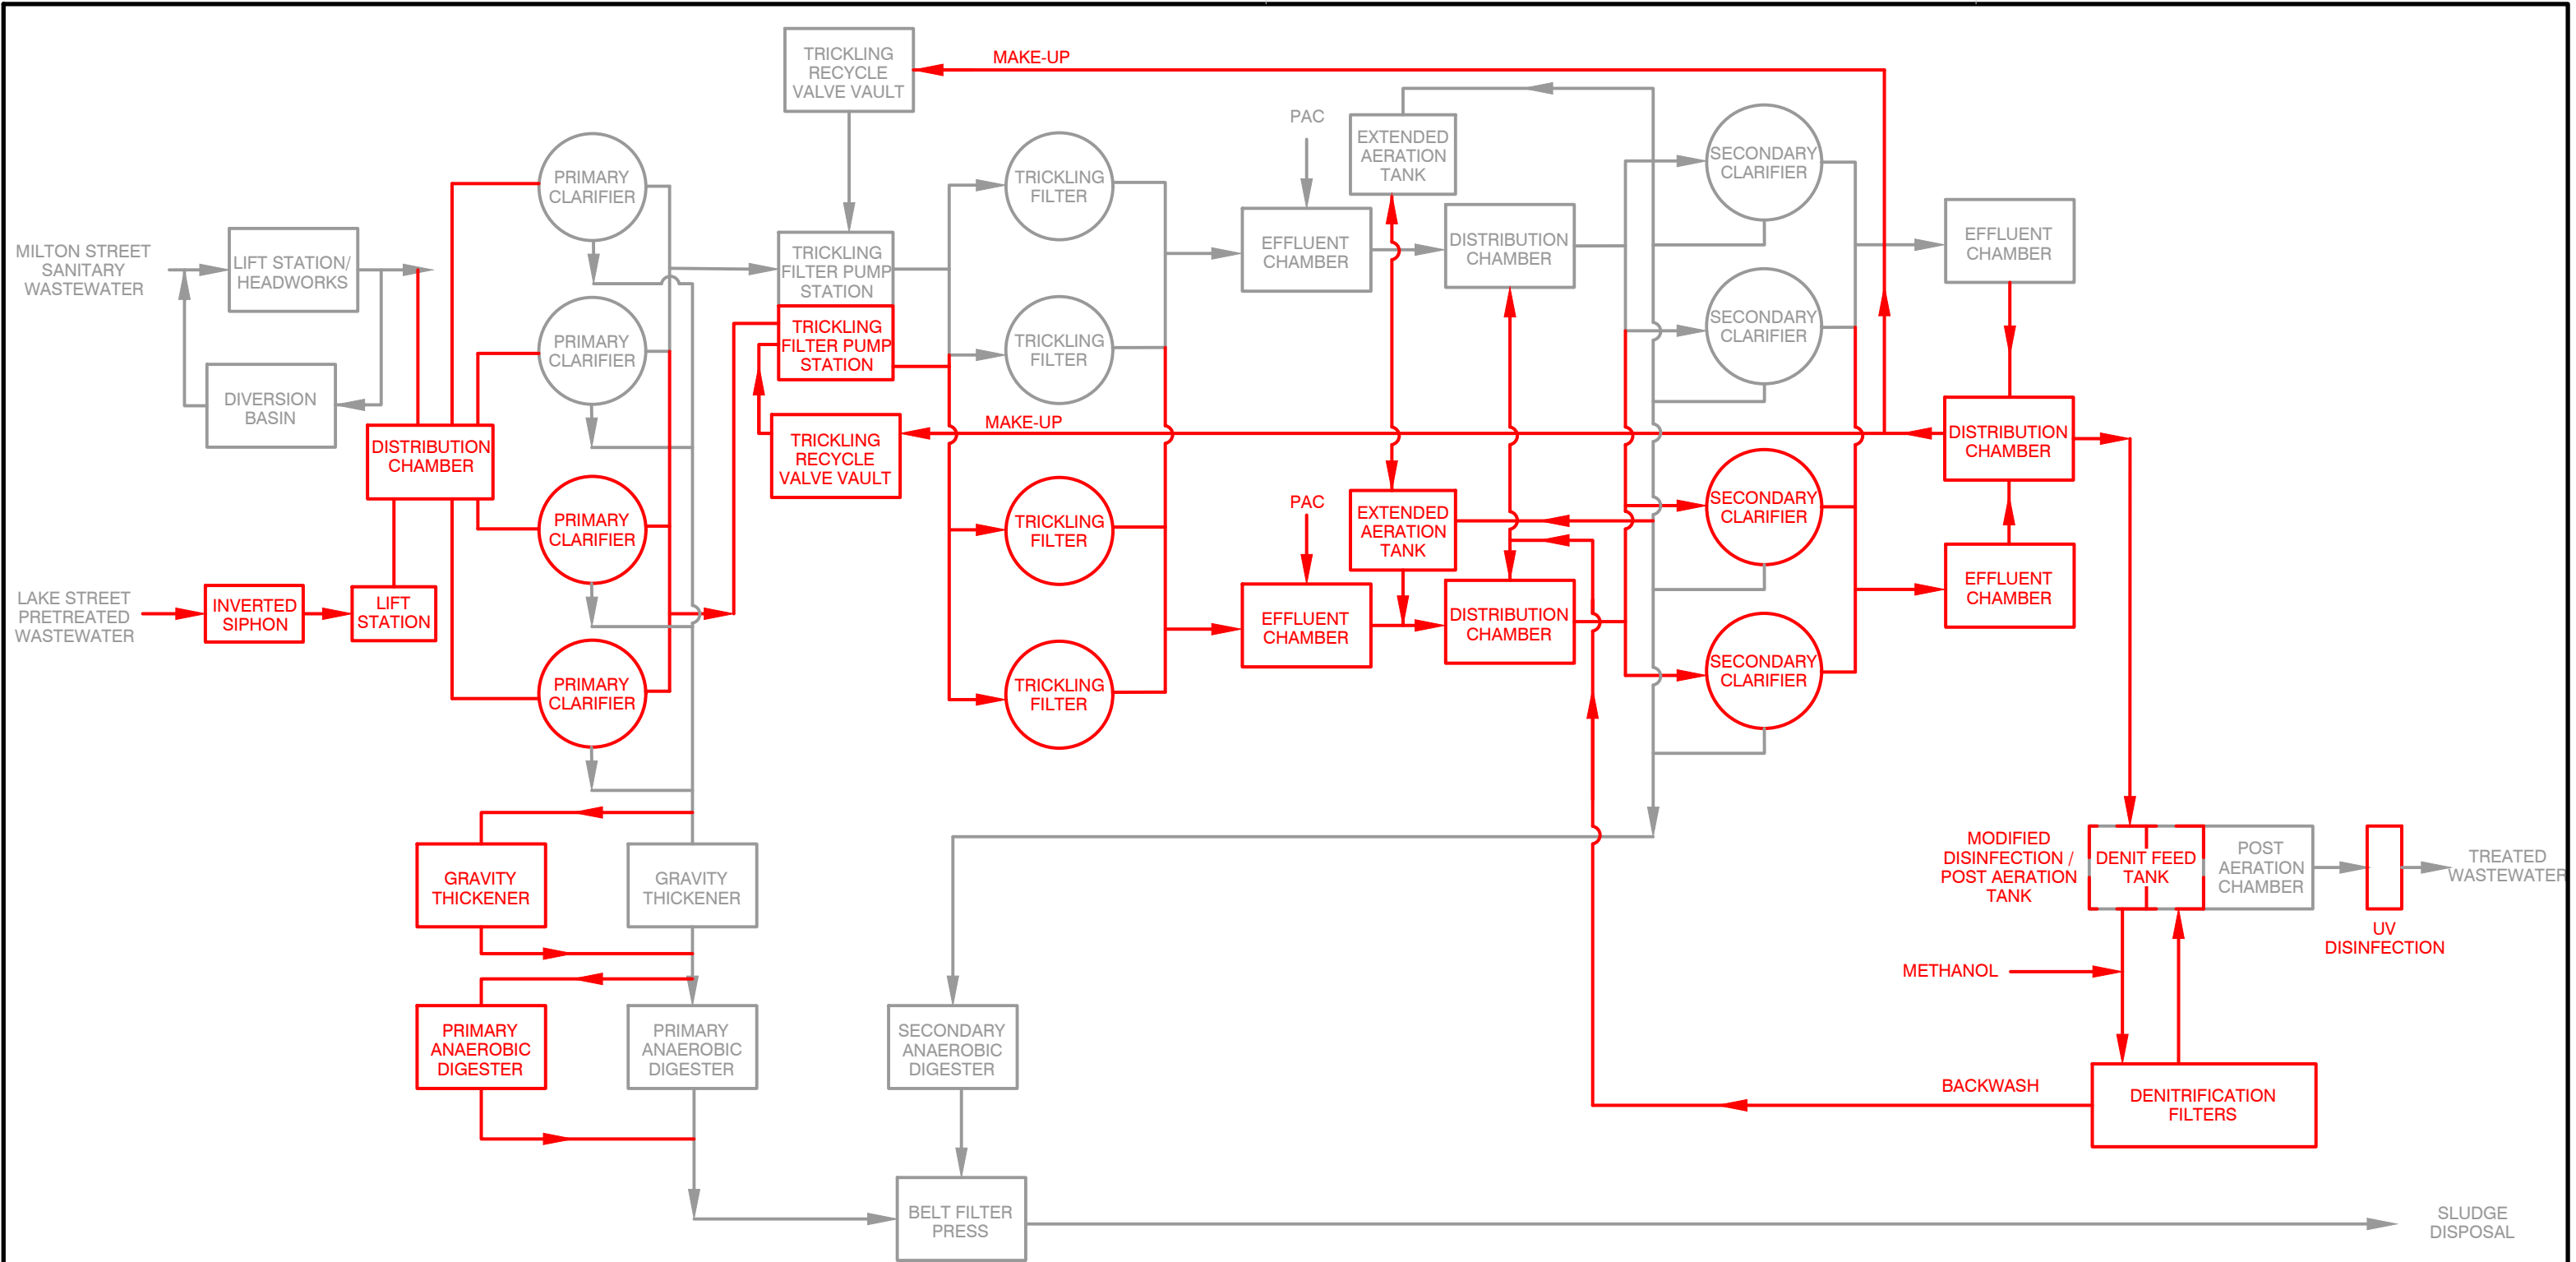 TRICKLING
RECYCLE
VALVE VAULT
MAKE-UP
PAC
EXTENDED
AERATION
TANK
SECONDARY
CLARIFIER
PRIMARY
CLARIFIER
TRICKLING
FILTER
MILTON STREET
SANITARY
WASTEWATER
LIFT STATION/
HEADWORKS
TRICKLING
FILTER PUMP
STATION
EFFLUENT
CHAMBER
DISTRIBUTION
CHAMBER
EFFLUENT
CHAMBER
PRIMARY
CLARIFIER
TRICKLING
FILTER PUMP
STATION
TRICKLING
FILTER
SECONDARY
CLARIFIER
DIVERSION
BASIN
DISTRIBUTION
CHAMBER
TRICKLING
RECYCLE
VALVE VAULT
MAKE-UP
DISTRIBUTION
CHAMBER
PRIMARY
CLARIFIER
TRICKLING
FILTER
PAC
EXTENDED
AERATION
TANK
SECONDARY
CLARIFIER
LAKE STREET
PRETREATED
WASTEWATER
INVERTED
SIPHON
LIFT
STATION
EFFLUENT
CHAMBER
DISTRIBUTION
CHAMBER
EFFLUENT
CHAMBER
PRIMARY
CLARIFIER
TRICKLING
FILTER
SECONDARY
CLARIFIER
GRAVITY
THICKENER
GRAVITY
THICKENER
MODIFIED
DISINFECTION /
POST AERATION
TANK
DENIT FEED
TANK
POST
AERATION
CHAMBER
TREATED
WASTEWATER
UV
DISINFECTION
METHANOL
PRIMARY
ANAEROBIC
DIGESTER
PRIMARY
ANAEROBIC
DIGESTER
SECONDARY
ANAEROBIC
DIGESTER
BACKWASH
DENITRIFICATION
FILTERS
BELT FILTER
PRESS
SLUDGE
DISPOSAL